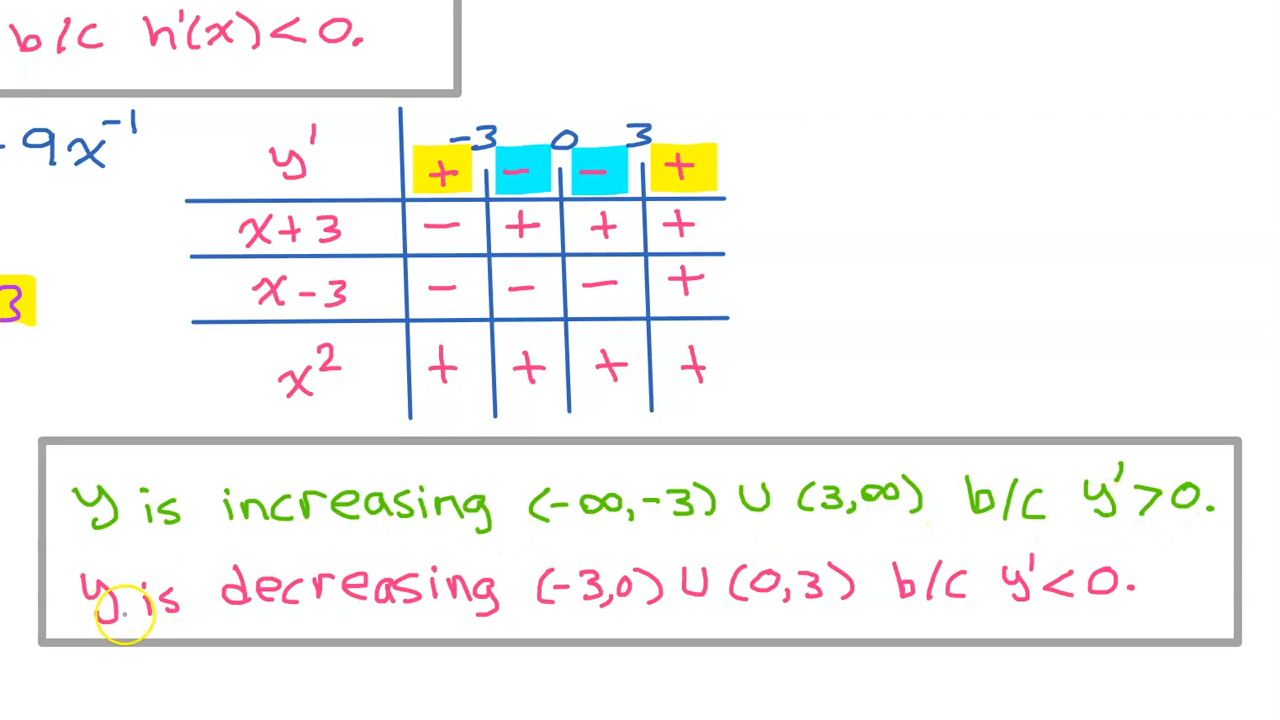 b/c h'(x) < 0.
- 9x⁻¹
-3 0 3
y' + - - +
x + 3 - + + +
x - 3 - - - +
x² + + + +
3
y is increasing (-∞,-3) ∪ (3,∞) b/c y' > 0.
y is decreasing (-3,0) ∪ (0,3) b/c y' < 0.